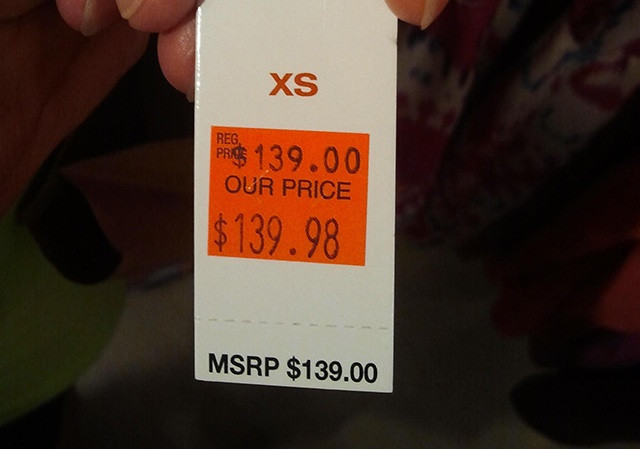 XS
REG.
PRICE $139.00
OUR PRICE
$139.98
MSRP $139.00